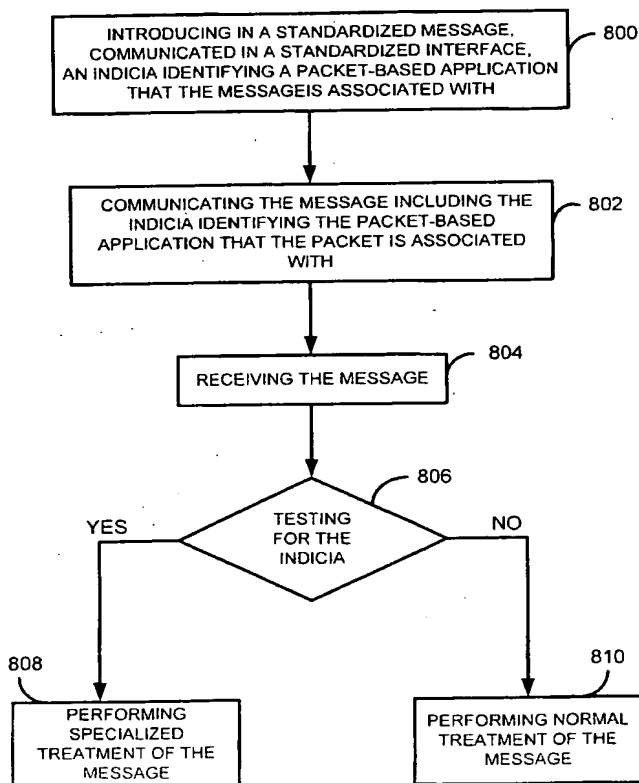 INTRODUCING IN A STANDARDIZED MESSAGE,
COMMUNICATED IN A STANDARDIZED INTERFACE,
AN INDICIA IDENTIFYING A PACKET-BASED APPLICATION
THAT THE MESSAGEIS ASSOCIATED WITH
800
COMMUNICATING THE MESSAGE INCLUDING THE
INDICIA IDENTIFYING THE PACKET-BASED
APPLICATION THAT THE PACKET IS ASSOCIATED
WITH
802
804
RECEIVING THE MESSAGE
806
YES
TESTING
FOR THE
INDICIA
NO
808
PERFORMING
SPECIALIZED
TREATMENT OF THE
MESSAGE
810
PERFORMING NORMAL
TREATMENT OF THE
MESSAGE